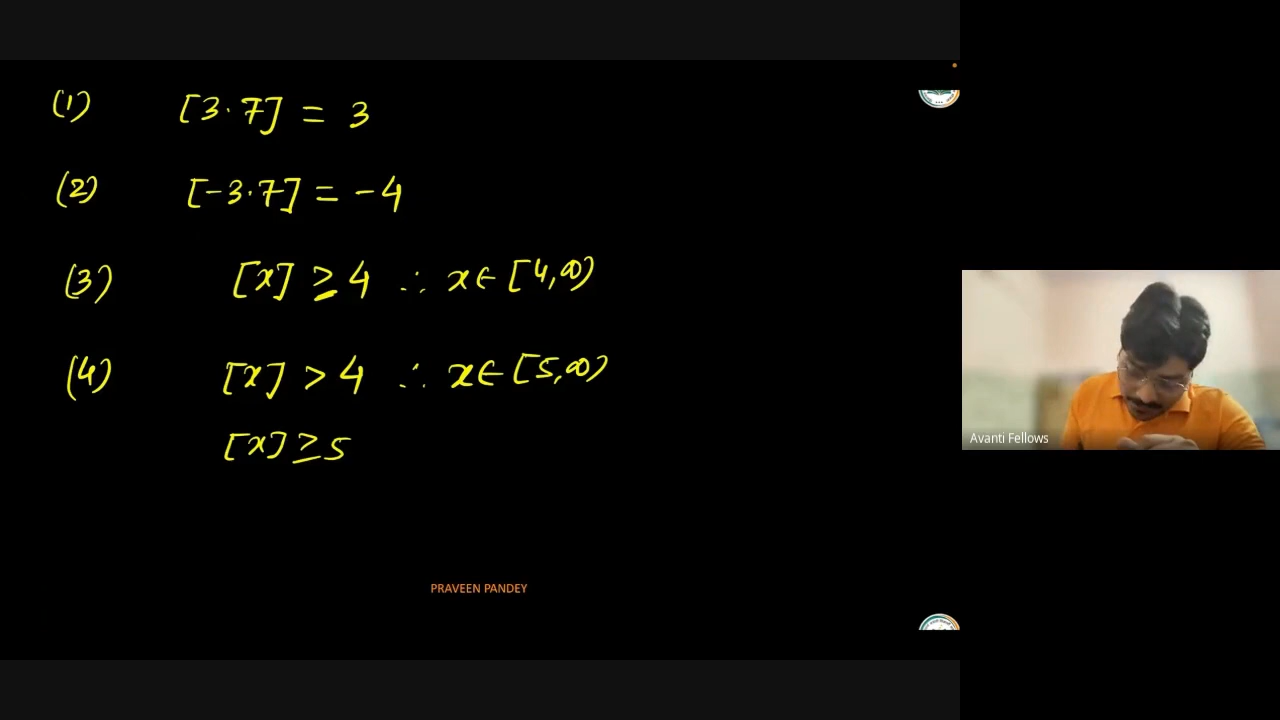 (1) [3.7] = 3
(2) [-3.7] = -4
(3) [x] ≥ 4 ∴ x ∈ [4,∞)
(4) [x] > 4 ∴ x ∈ [5,∞)
[x] ≥ 5
Avanti Fellows
PRAVEEN PANDEY